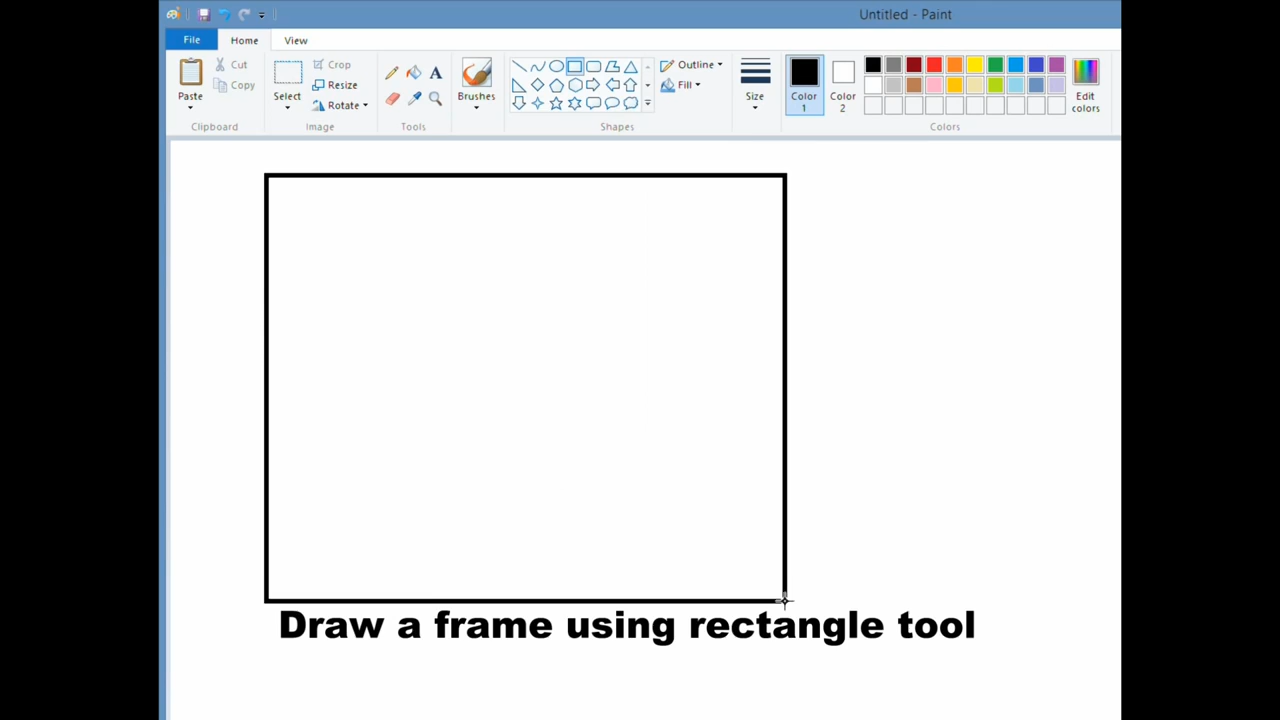 Untitled - Paint
File Home View
Paste
Cut
Copy
Clipboard
Select
Crop
Resize
Rotate
Image
A
Tools
Brushes
Shapes
Outline
Fill
Size
Color 1
Color 2
Edit colors
Colors
Draw a frame using rectangle tool